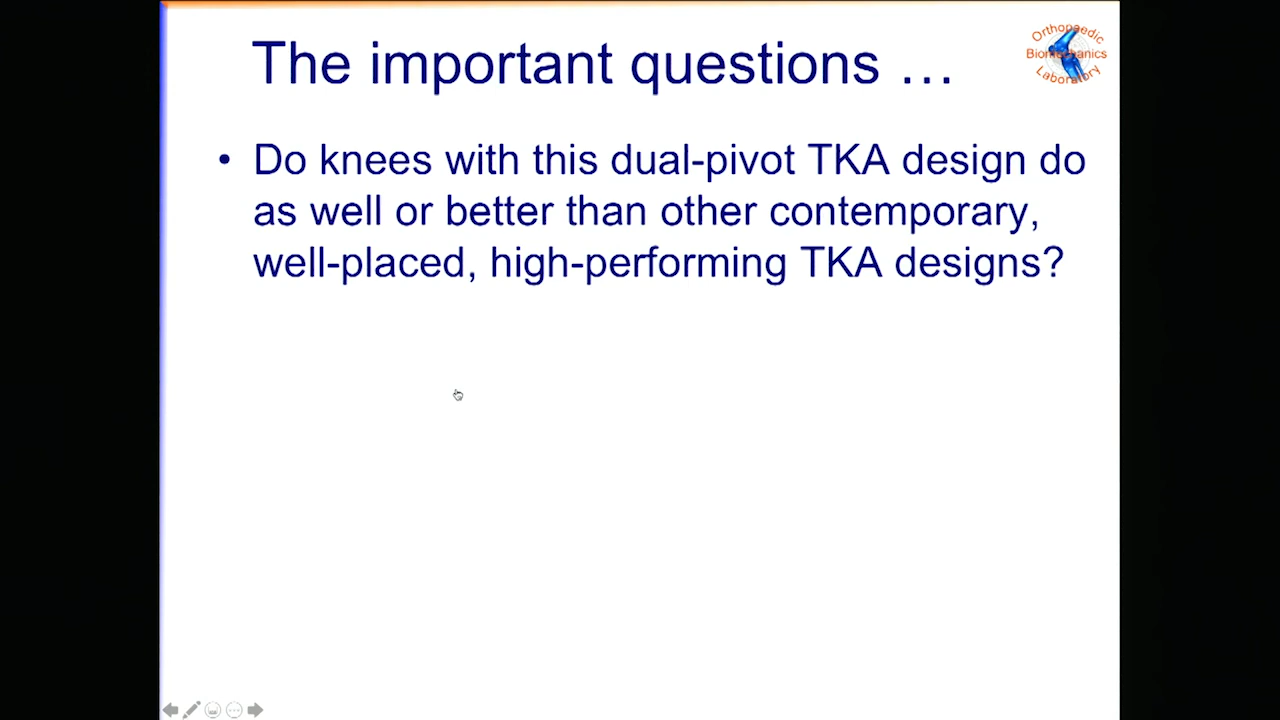 The important questions …
Orthopaedic
Biomechanics
Laboratory
• Do knees with this dual-pivot TKA design do
as well or better than other contemporary,
well-placed, high-performing TKA designs?